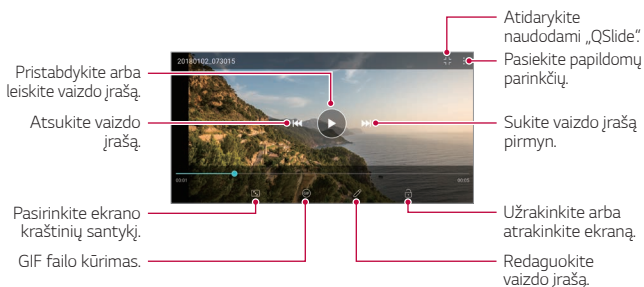 Atidarykite
naudodami „QSlide“.
Pasiekite papildomų
parinkčių.
20180102_073015
Pristabdykite arba
leiskite vaizdo įrašą.
Atsukite vaizdo
įrašą.
Sukite vaizdo įrašą
pirmyn.
00:01
00:05
GIF
Pasirinkite ekrano
kraštinių santykį.
GIF failo kūrimas.
Užrakinkite arba
atrakinkite ekraną.
Redaguokite
vaizdo įrašą.